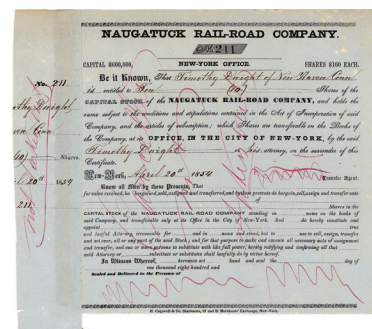 NAUGATUCK RAIL-ROAD COMPANY.
No. 211
CAPITAL $600,000, NEW-YORK OFFICE. SHARES $100 EACH.
Be it Known, That Timothy Dwight of New Haven Conn
is entitled to Ten
(10) Shares of the
CAPITAL STOCK of the NAUGATUCK RAIL-ROAD COMPANY, and holds the
same subject to the conditions and stipulations contained in the Act of Incorporation of said
Company, and the articles of subscription; which Shares are transferable on the Books of
the Company, at its OFFICE, IN THE CITY OF NEW YORK, by the said
Timothy Dwight his attorney, on the surrender of this
Certificate.
New-York, April 20th 1854
Transfer Agent.
Know all Men by these Presents, That
for value received, have bargained, sold, assigned and transferred, and by these presents do bargain, sell, assign and transfer unto
of
Shares in the
CAPITAL STOCK of the NAUGATUCK RAIL-ROAD COMPANY standing in name on the books of
said Company, and transferable only at its Office in the City of New-York. And do hereby constitute and
appoint true
and lawful Attorney, irrevocable for and in name and stead, but to use, to sell, assign, transfer
and set over, all or any part of the said Stock; and for that purpose to make and execute all necessary acts of assignment
and transfer, and one or more persons to substitute with like full power, hereby ratifying and confirming all that
said Attorney or substitute or substitutes shall lawfully do by virtue hereof.
In Witness Whereof, hereunto set hand and seal the day of
one thousand eight hundred and
Sealed and Delivered in the Presence of
No. 211
thy Dwight
ven Conn
10) Shares.
il 20th 1854
211